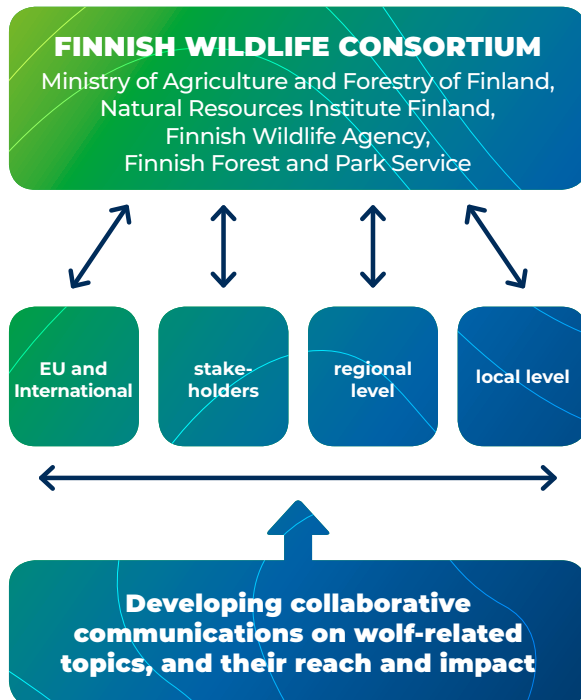 FINNISH WILDLIFE CONSORTIUM
Ministry of Agriculture and Forestry of Finland,
Natural Resources Institute Finland,
Finnish Wildlife Agency,
Finnish Forest and Park Service
EU and
International
stake-
holders
regional
level
local level
Developing collaborative
communications on wolf-related
topics, and their reach and impact